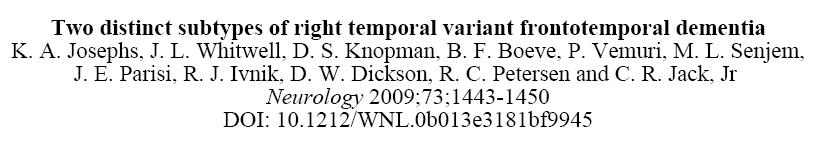 Two distinct subtypes of right temporal variant frontotemporal dementia
K. A. Josephs, J. L. Whitwell, D. S. Knopman, B. F. Boeve, P. Vemuri, M. L. Senjem,
J. E. Parisi, R. J. Ivnik, D. W. Dickson, R. C. Petersen and C. R. Jack, Jr
Neurology 2009;73;1443-1450
DOI: 10.1212/WNL.0b013e3181bf9945